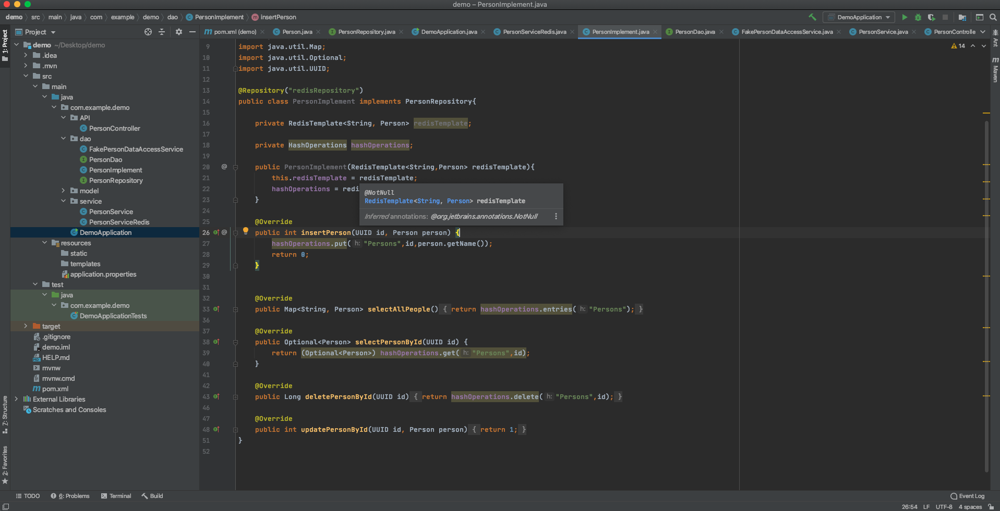 demo – PersonImplement.java
demo src main java com example demo dao PersonImplement insertPerson
DemoApplication
1: Project
Project
pom.xml (demo) Person.java PersonRepository.java DemoApplication.java PersonServiceRedis.java PersonImplement.java PersonDao.java FakePersonDataAccessService.java PersonService.java PersonControlle
Ant
Maven
14
demo ~/Desktop/demo
.idea
.mvn
src
main
java
com.example.demo
API
PersonController
dao
FakePersonDataAccessService
PersonDao
PersonImplement
PersonRepository
model
service
PersonService
PersonServiceRedis
DemoApplication
resources
static
templates
application.properties
test
java
com.example.demo
DemoApplicationTests
target
.gitignore
demo.iml
HELP.md
mvnw
mvnw.cmd
pom.xml
External Libraries
Scratches and Consoles
9 import java.util.Map;
10 import java.util.Optional;
11 import java.util.UUID;
12
13 @Repository("redisRepository")
14 public class PersonImplement implements PersonRepository{
15
16 private RedisTemplate<String, Person> redisTemplate;
17
18 private HashOperations hashOperations;
19
20 @ public PersonImplement(RedisTemplate<String,Person> redisTemplate){
21 this.redisTemplate = redisTemplate;
22 hashOperations = redi
23 }
24
@NotNull
RedisTemplate<String, Person> redisTemplate
Inferred annotations: @org.jetbrains.annotations.NotNull
25 @Override
26 @ public int insertPerson(UUID id, Person person) {
27 hashOperations.put( h: "Persons",id,person.getName());
28 return 0;
29 }
30
31
32 @Override
33 public Map<String, Person> selectAllPeople() { return hashOperations.entries( h: "Persons"); }
36
37 @Override
38 public Optional<Person> selectPersonById(UUID id) {
39 return (Optional<Person>) hashOperations.get( h: "Persons",id);
40 }
41
42 @Override
43 public Long deletePersonById(UUID id) { return hashOperations.delete( h: "Persons",id); }
46
47 @Override
48 public int updatePersonById(UUID id, Person person) { return 1; }
51 }
52
Z: Structure
2: Favorites
TODO 6: Problems Terminal Build
Event Log
26:54 LF UTF-8 4 spaces